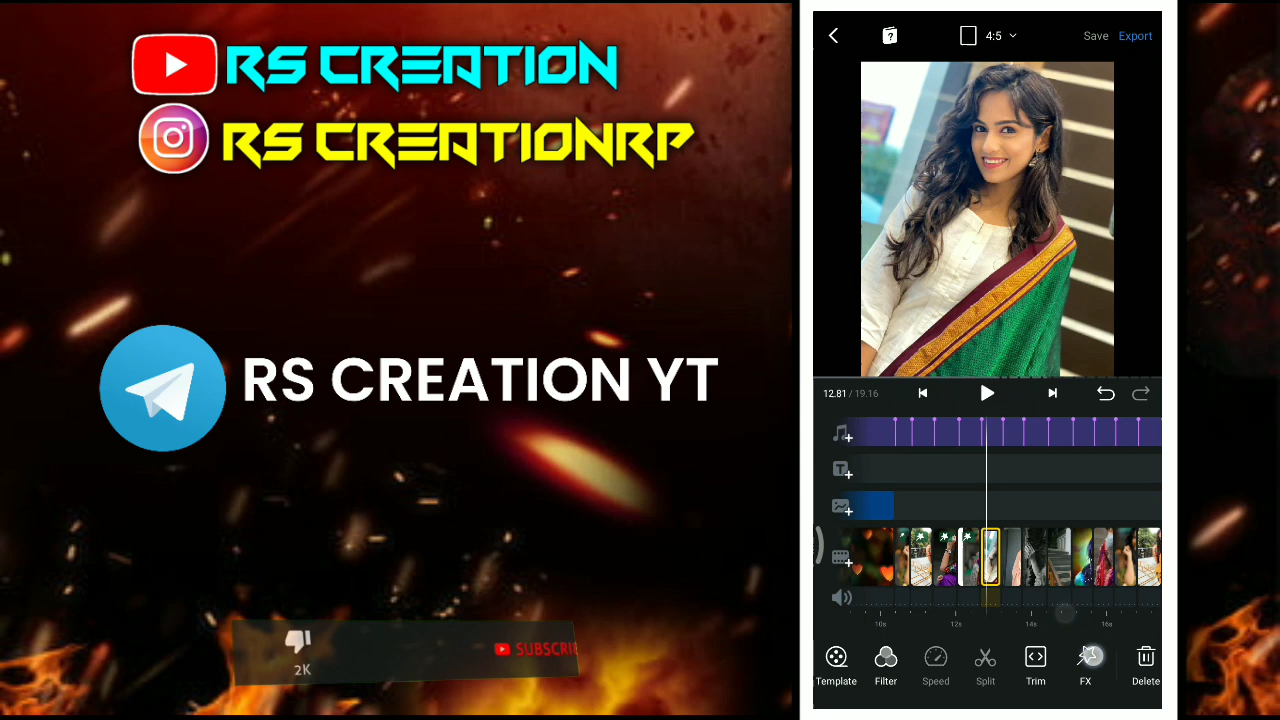 RS CREATION
RS CREATIONRP
RS CREATION YT
2K
SUBSCRI
4:5
Save
Export
12.81 / 19.16
10s
12s
14s
16s
Template
Filter
Speed
Split
Trim
FX
Delete